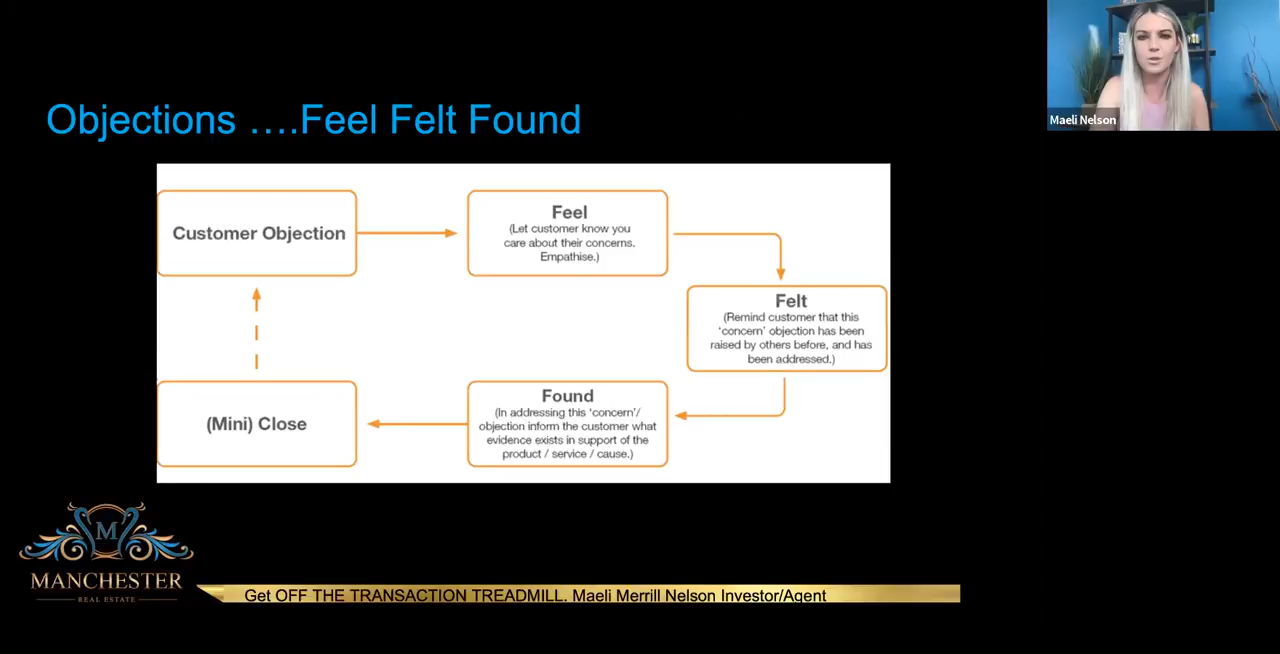 Maeli Nelson
Objections ….Feel Felt Found
Customer Objection
Feel
(Let customer know you
care about their concerns.
Empathise.)
Felt
(Remind customer that this
‘concern’ objection has been
raised by others before, and has
been addressed.)
Found
(In addressing this ‘concern’/
objection inform the customer what
evidence exists in support of the
product / service / cause.)
(Mini) Close
M
MANCHESTER
REAL ESTATE
Get OFF THE TRANSACTION TREADMILL. Maeli Merrill Nelson Investor/Agent